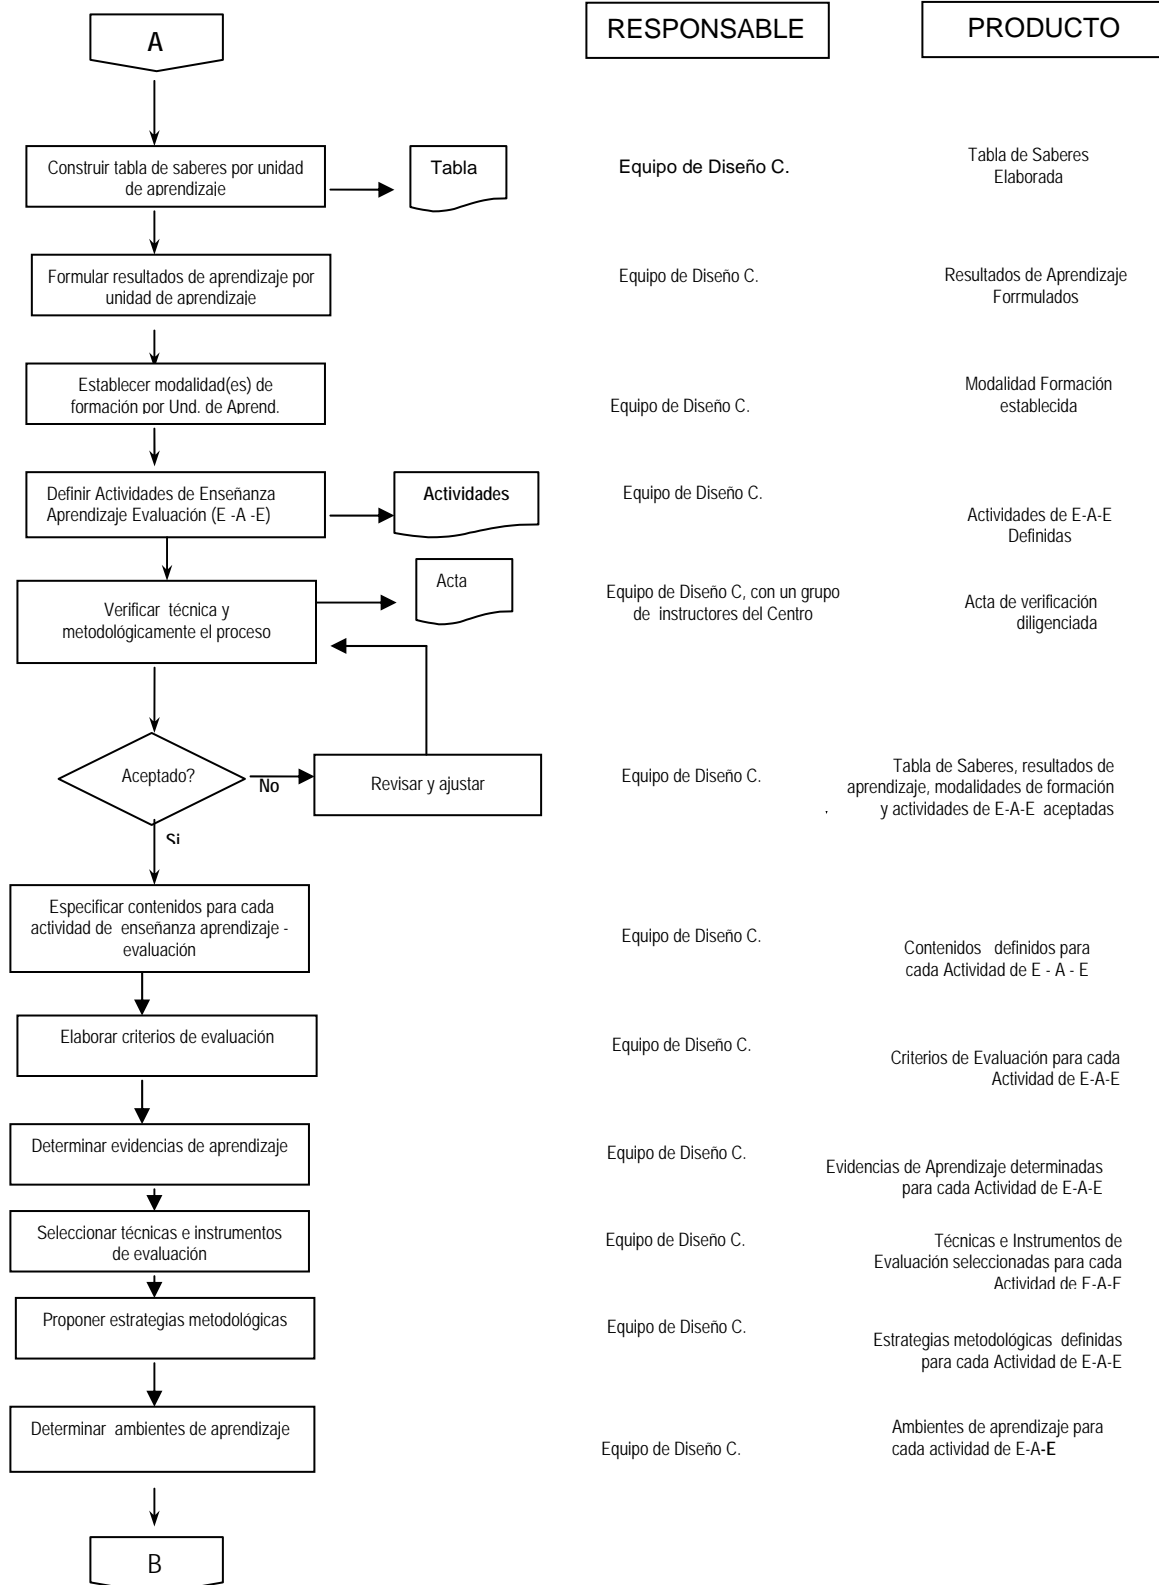 A
RESPONSABLE
PRODUCTO
Construir tabla de saberes por unidad
de aprendizaje
Tabla
Equipo de Diseño C.
Tabla de Saberes
Elaborada
Formular resultados de aprendizaje por
unidad de aprendizaje
Equipo de Diseño C.
Resultados de Aprendizaje
Forrmulados
Establecer modalidad(es) de
formación por Und. de Aprend.
Equipo de Diseño C.
Modalidad Formación
establecida
Definir Actividades de Enseñanza
Aprendizaje Evaluación (E -A -E)
Actividades
Equipo de Diseño C.
Actividades de E-A-E
Definidas
Verificar técnica y
metodológicamente el proceso
Acta
Equipo de Diseño C, con un grupo
de instructores del Centro
Acta de verificación
diligenciada
Aceptado?
No
Revisar y ajustar
Si
Equipo de Diseño C.
Tabla de Saberes, resultados de
aprendizaje, modalidades de formación
y actividades de E-A-E aceptadas
Especificar contenidos para cada
actividad de enseñanza aprendizaje -
evaluación
Equipo de Diseño C.
Contenidos definidos para
cada Actividad de E - A - E
Elaborar criterios de evaluación
Equipo de Diseño C.
Criterios de Evaluación para cada
Actividad de E-A-E
Determinar evidencias de aprendizaje
Equipo de Diseño C.
Evidencias de Aprendizaje determinadas
para cada Actividad de E-A-E
Seleccionar técnicas e instrumentos
de evaluación
Equipo de Diseño C.
Técnicas e Instrumentos de
Evaluación seleccionadas para cada
Actividad de E-A-E
Proponer estrategias metodológicas
Equipo de Diseño C.
Estrategias metodológicas definidas
para cada Actividad de E-A-E
Determinar ambientes de aprendizaje
Equipo de Diseño C.
Ambientes de aprendizaje para
cada actividad de E-A-E
B